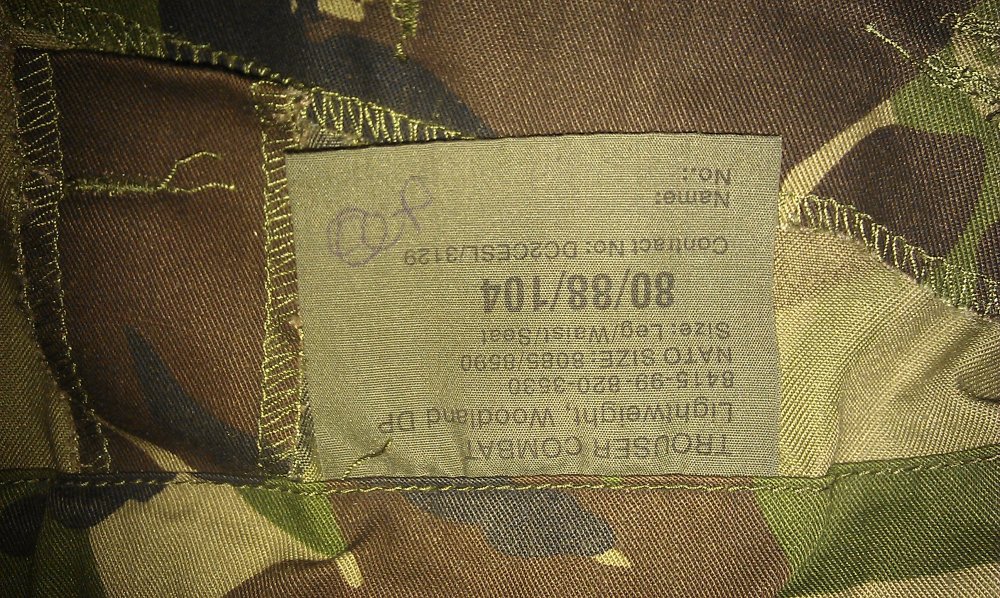 TROUSER COMBAT
Lightweight, Woodland DP
8415-99-820-3530
NATO SIZE: 8085/8590
Size: Leg/Waist/Seat
80/88/104
Contract No: DC2CESL/3129
Name:
No.: